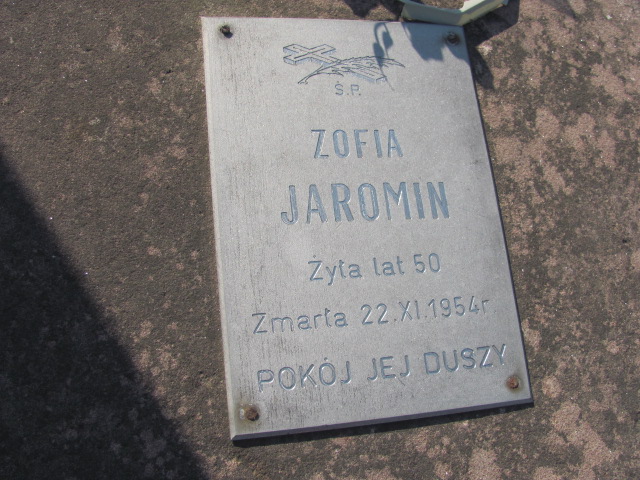 Ś.P.
ZOFIA
JAROMIN
Żyła lat 50
Zmarła 22.XI.1954r.
POKÓJ JEJ DUSZY